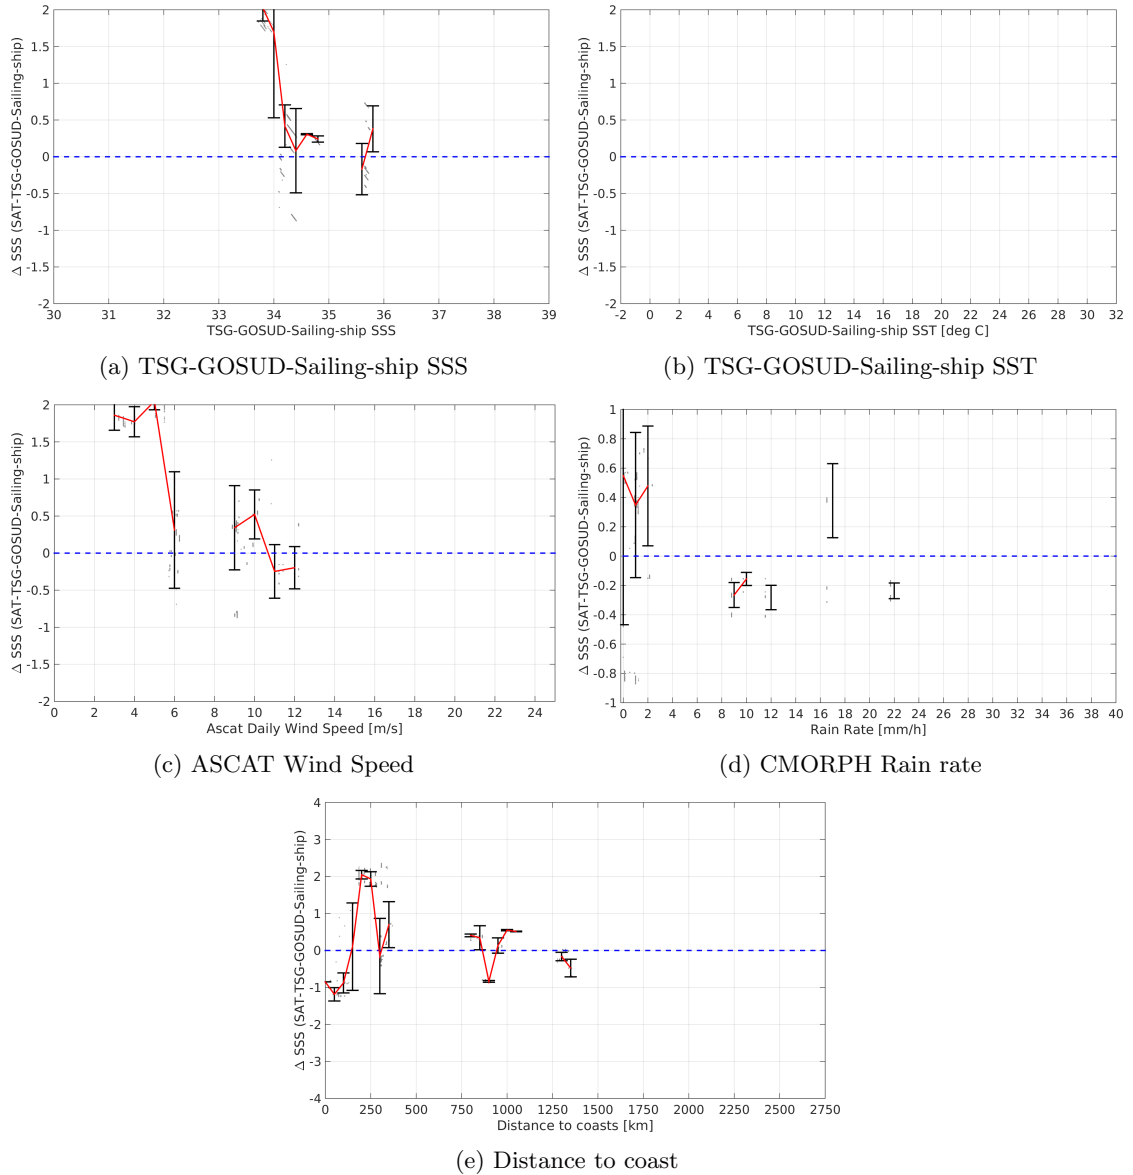 2
1.5
1
0.5
0
-0.5
-1
-1.5
-2
Δ SSS (SAT-TSG-GOSUD-Sailing-ship)
30 31 32 33 34 35 36 37 38 39
TSG-GOSUD-Sailing-ship SSS
(a) TSG-GOSUD-Sailing-ship SSS
2
1.5
1
0.5
0
-0.5
-1
-1.5
-2
Δ SSS (SAT-TSG-GOSUD-Sailing-ship)
-2 0 2 4 6 8 10 12 14 16 18 20 22 24 26 28 30 32
TSG-GOSUD-Sailing-ship SST [deg C]
(b) TSG-GOSUD-Sailing-ship SST
2
1.5
1
0.5
0
-0.5
-1
-1.5
-2
Δ SSS (SAT-TSG-GOSUD-Sailing-ship)
0 2 4 6 8 10 12 14 16 18 20 22 24
Ascat Daily Wind Speed [m/s]
(c) ASCAT Wind Speed
1
0.8
0.6
0.4
0.2
0
-0.2
-0.4
-0.6
-0.8
-1
Δ SSS (SAT-TSG-GOSUD-Sailing-ship)
0 2 4 6 8 10 12 14 16 18 20 22 24 26 28 30 32 34 36 38 40
Rain Rate [mm/h]
(d) CMORPH Rain rate
4
3
2
1
0
-1
-2
-3
-4
Δ SSS (SAT-TSG-GOSUD-Sailing-ship)
0 250 500 750 1000 1250 1500 1750 2000 2250 2500 2750
Distance to coasts [km]
(e) Distance to coast